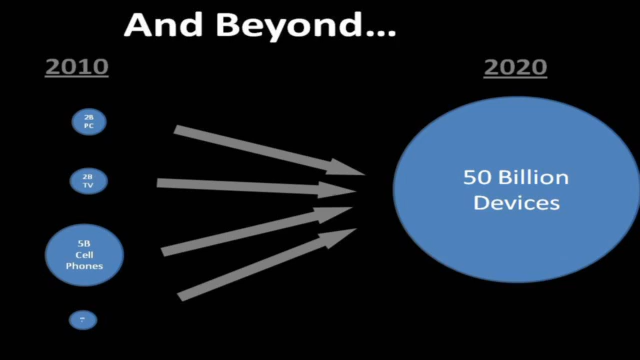 And Beyond...
2010
2020
2B
PC
2B
TV
5B
Cell
Phones
50 Billion
Devices